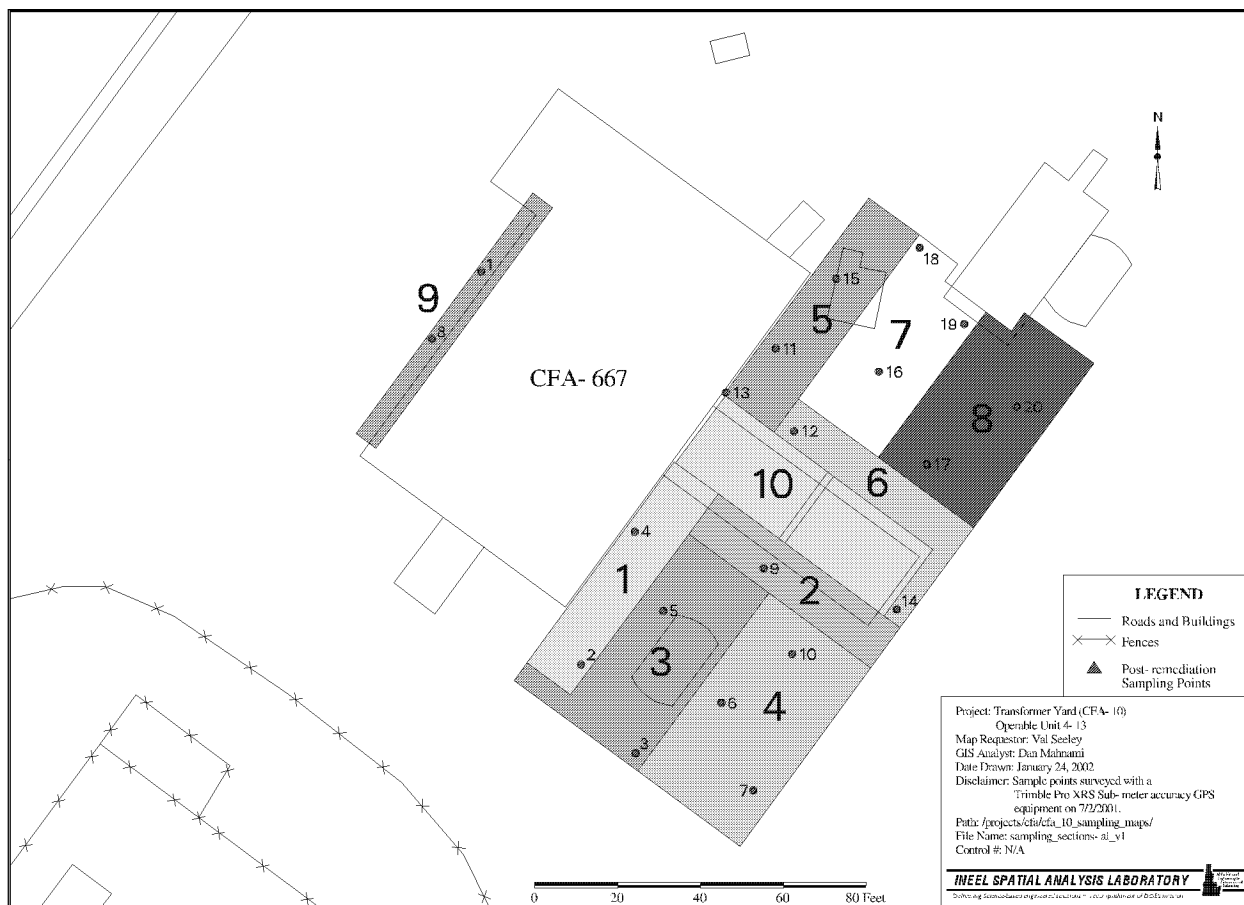 N
18
15
1
19
5
9
7
8
11
16
CFA- 667
13
20
8
12
17
10
6
4
1
9
2
14
5
3
10
2
6
4
3
7
LEGEND
Roads and Buildings
Fences
Post- remediation
Sampling Points
Project: Transformer Yard (CFA- 10)
Operable Unit 4- 13
Map Requestor: Val Seeley
GIS Analyst: Dan Mahnami
Date Drawn: January 24, 2002
Disclaimer: Sample points surveyed with a
Trimble Pro XRS Sub- meter accuracy GPS
equipment on 7/2/2001.
Path: /projects/cfa/cfa_10_sampling_maps/
File Name: sampling_sections- ai_v1
Control #: N/A
INEEL SPATIAL ANALYSIS LABORATORY
0 20 40 60 80 Feet